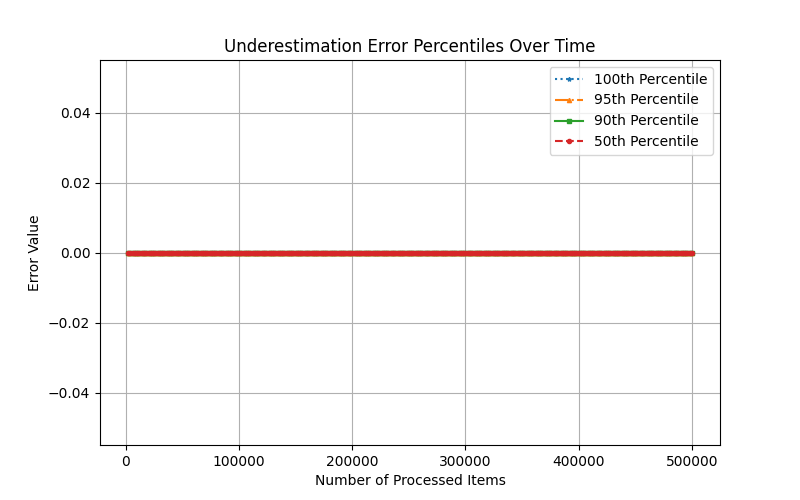 Underestimation Error Percentiles Over Time
100th Percentile
95th Percentile
90th Percentile
50th Percentile
Error Value
0.04
0.02
0.00
−0.02
−0.04
0 100000 200000 300000 400000 500000
Number of Processed Items